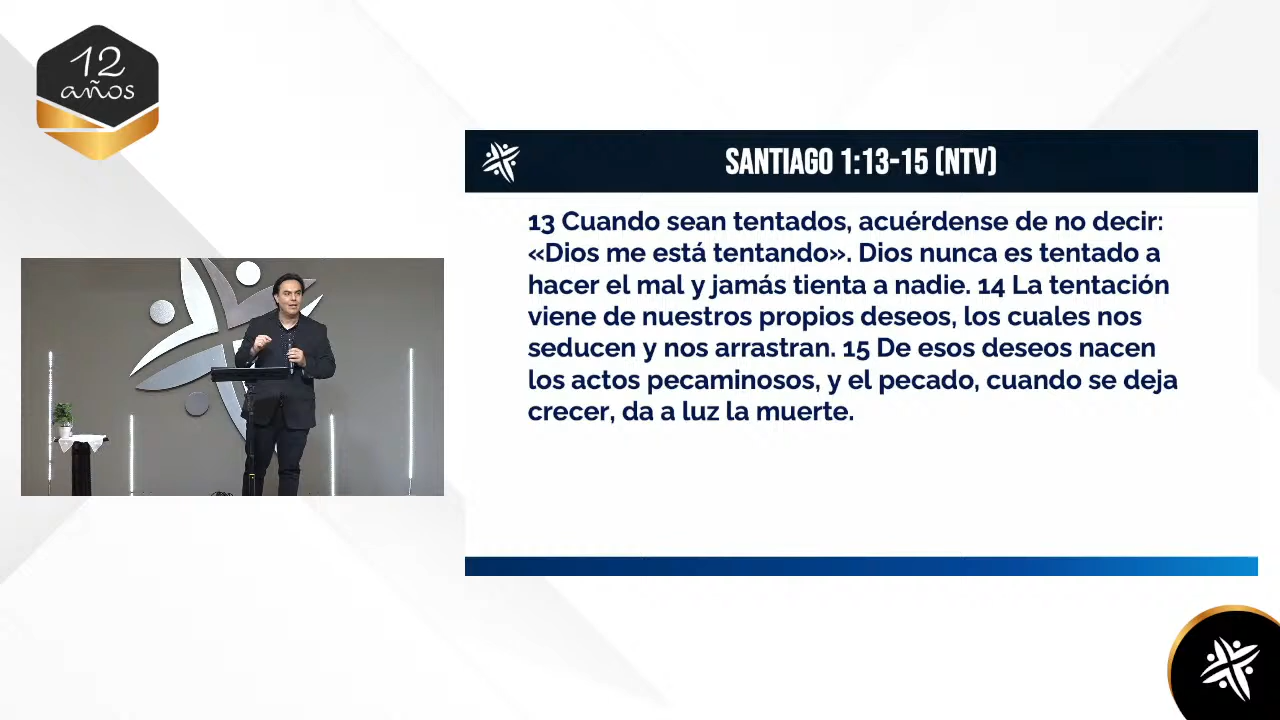 12
años
SANTIAGO 1:13-15 (NTV)
13 Cuando sean tentados, acuérdense de no decir:
«Dios me está tentando». Dios nunca es tentado a
hacer el mal y jamás tienta a nadie. 14 La tentación
viene de nuestros propios deseos, los cuales nos
seducen y nos arrastran. 15 De esos deseos nacen
los actos pecaminosos, y el pecado, cuando se deja
crecer, da a luz la muerte.